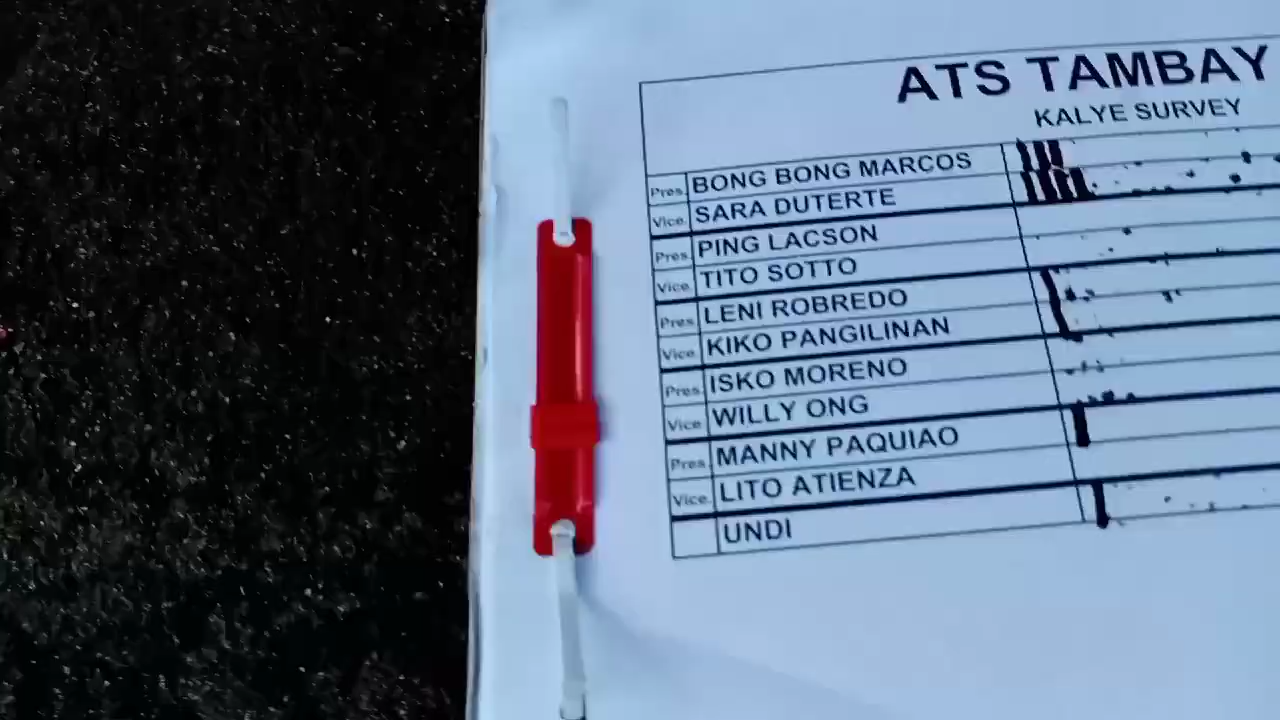 ATS TAMBAY
KALYE SURVEY
Pres. BONG BONG MARCOS
Vice. SARA DUTERTE
Pres. PING LACSON
Vice. TITO SOTTO
Pres. LENI ROBREDO
Vice. KIKO PANGILINAN
Pres. ISKO MORENO
Vice. WILLY ONG
Pres. MANNY PAQUIAO
Vice. LITO ATIENZA
UNDI